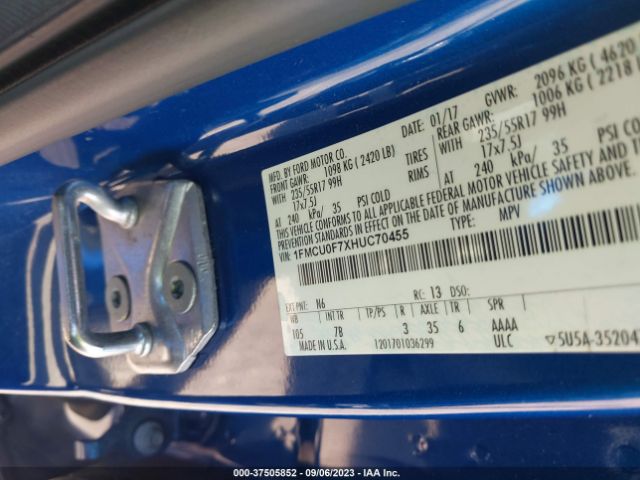 MFD. BY FORD MOTOR CO.
DATE: 01/17 GVWR: 2096 KG ( 4620
FRONT GAWR: 1098 KG ( 2420 LB) REAR GAWR: 1006 KG ( 2218 L
235/55R17 99H TIRES 235/55R17 99H
17x7.5J RIMS 17x7.5J
AT 240 kPa/ 35 PSI COLD AT 240 kPa/ 35 PSI CO
THIS VEHICLE CONFORMS TO ALL APPLICABLE FEDERAL MOTOR VEHICLE SAFETY AND TH
STANDARDS IN EFFECT ON THE DATE OF MANUFACTURE SHOWN ABOVE.
VIN: 1FMCU0F7XHUC70455 TYPE: MPV
EXT PNT: N6 RC: 13 DSO:
WB INT TR TP/PS R AXLE TR SPR
105 7B 3 35 6 AAAA
MADE IN U.S.A. 1201701036299 ULC 5U5A-35204
000-37505852 - 09/06/2023 - IAA Inc.